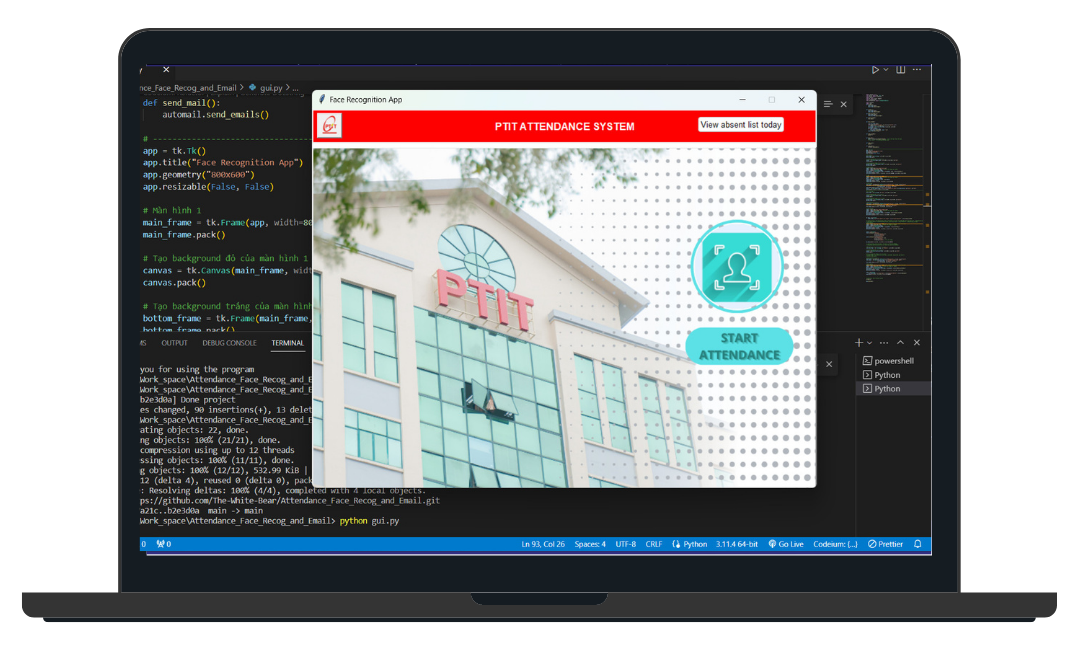 nce_Face_Recog_and_Email > gui.py > ...
def send_mail():
automail.send_emails()
app = tk.Tk()
app.title("Face Recognition App")
app.geometry("800x600")
app.resizable(False, False)
# Màn hình 1
main_frame = tk.Frame(app, width=80
main_frame.pack()
# Tạo background đỏ của màn hình 1
canvas = tk.Canvas(main_frame, widt
canvas.pack()
# Tạo background trắng của màn hình
bottom_frame = tk.Frame(main_frame,
bottom_frame.pack()
Face Recognition App
PTIT
PTIT ATTENDANCE SYSTEM
View absent list today
PTIT
START
ATTENDANCE
MS OUTPUT DEBUG CONSOLE TERMINAL
powershell
Python
Python
you for using the program
Work_space\Attendance_Face_Recog_and_E
Work_space\Attendance_Face_Recog_and_E
b2e3d0a] Done project
es changed, 90 insertions(+), 13 delet
Work_space\Attendance_Face_Recog_and_E
ating objects: 22, done.
ng objects: 100% (21/21), done.
compression using up to 12 threads
ssing objects: 100% (11/11), done.
g objects: 100% (12/12), 532.99 KiB |
12 (delta 4), reused 0 (delta 0), pack
: Resolving deltas: 100% (4/4), completed with 4 local objects.
ps://github.com/The-White-Bear/Attendance_Face_Recog_and_Email.git
a21c..b2e3d0a main -> main
Work_space\Attendance_Face_Recog_and_Email> python gui.py
0 0 Ln 93, Col 26 Spaces: 4 UTF-8 CRLF Python 3.11.4 64-bit Go Live Codeium: {...} Prettier